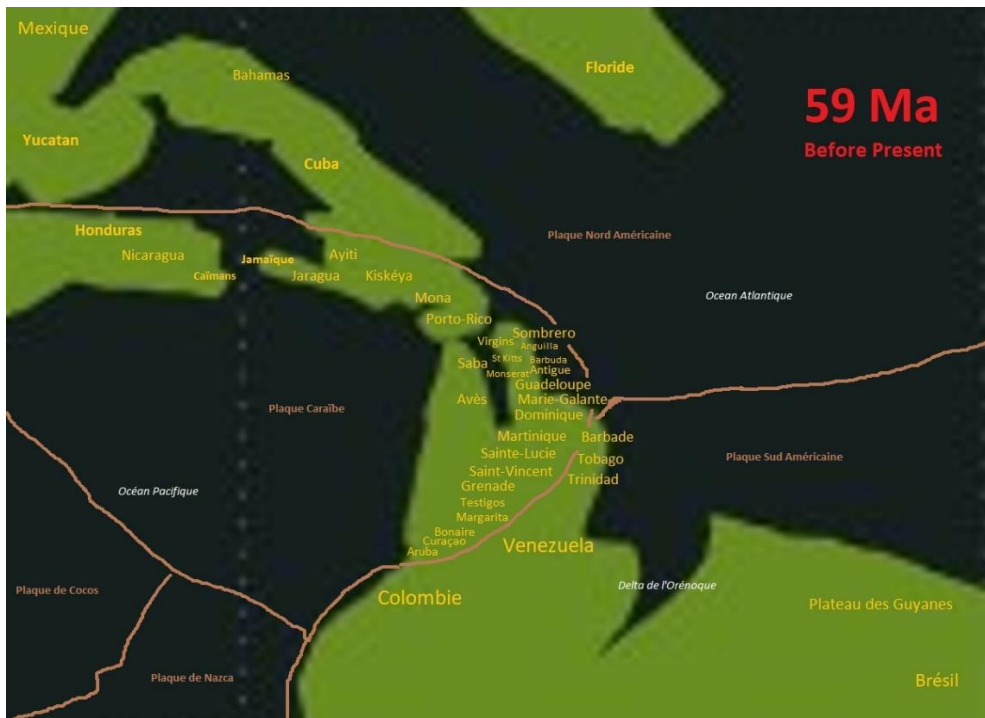 Mexique
Floride
Bahamas
59 Ma
Before Present
Yucatan
Cuba
Honduras
Plaque Nord Américaine
Nicaragua
Jamaïque
Ayiti
Caïmans
Jaragua
Kiskéya
Ocean Atlantique
Mona
Porto-Rico
Sombrero
Virgins
Anguilla
Saba
St Kitts
Barbuda
Monserat
Antigue
Guadeloupe
Avès
Marie-Galante
Plaque Caraïbe
Dominique
Martinique
Barbade
Sainte-Lucie
Tobago
Plaque Sud Américaine
Saint-Vincent
Trinidad
Grenade
Océan Pacifique
Testigos
Margarita
Bonaire
Curaçao
Venezuela
Aruba
Plaque de Cocos
Colombie
Delta de l'Orénoque
Plateau des Guyanes
Plaque de Nazca
Brésil